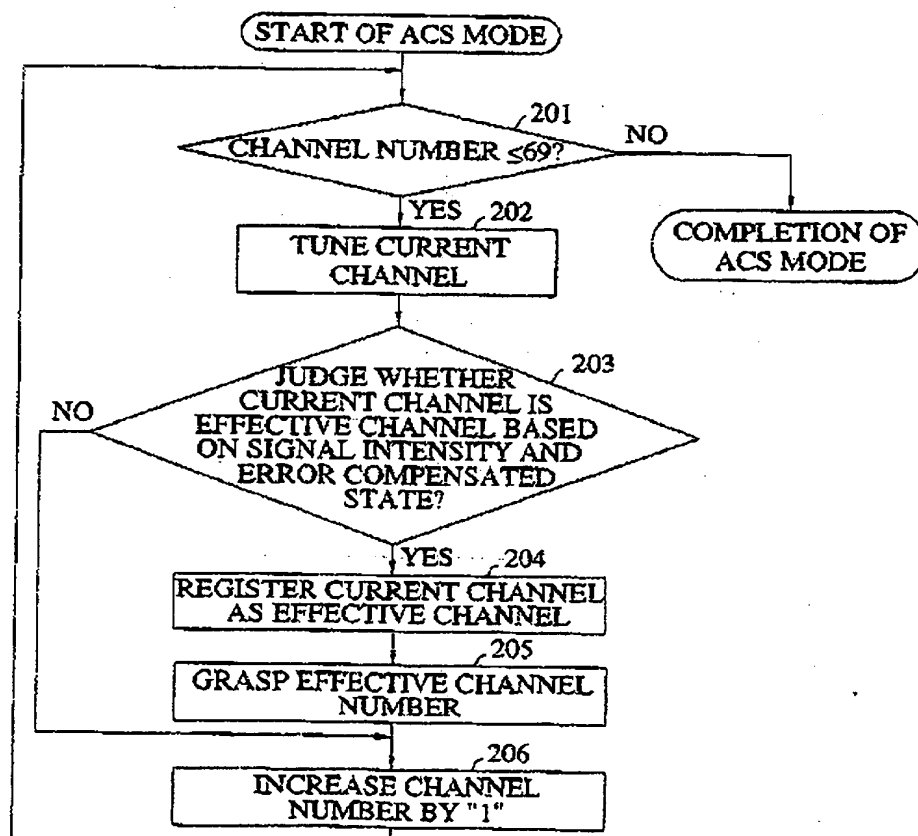 START OF ACS MODE
201
CHANNEL NUMBER ≤69?
NO
YES
202
TUNE CURRENT
CHANNEL
COMPLETION OF
ACS MODE
203
JUDGE WHETHER
CURRENT CHANNEL IS
EFFECTIVE CHANNEL BASED
ON SIGNAL INTENSITY AND
ERROR COMPENSATED
STATE?
NO
YES
204
REGISTER CURRENT CHANNEL
AS EFFECTIVE CHANNEL
205
GRASP EFFECTIVE CHANNEL
NUMBER
206
INCREASE CHANNEL
NUMBER BY "1"